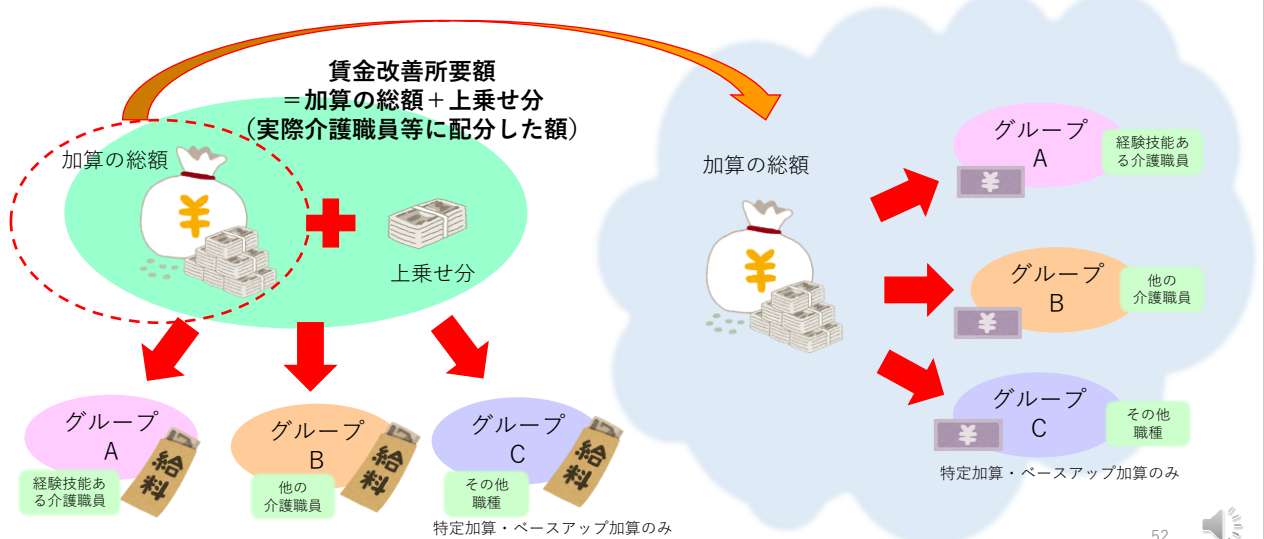 賃金改善所要額
＝加算の総額＋上乗せ分
（実際介護職員等に配分した額）
加算の総額
¥
上乗せ分
グループ
A
経験技能あ
る介護職員
給料
グループ
B
他の
介護職員
給料
グループ
C
その他
職種
給料
特定加算・ベースアップ加算のみ
加算の総額
¥
グループ
A
経験技能あ
る介護職員
¥
グループ
B
他の
介護職員
¥
グループ
C
その他
職種
¥
特定加算・ベースアップ加算のみ
52